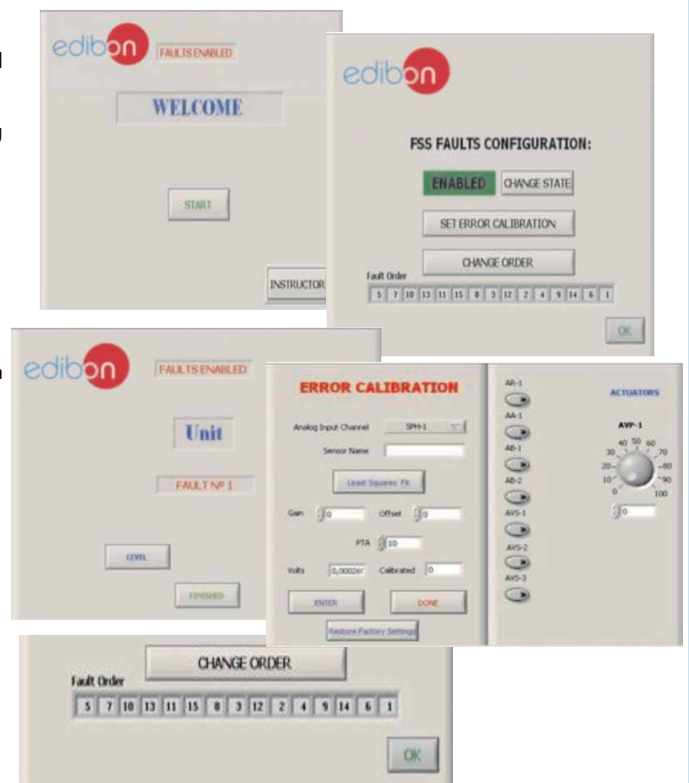 edibon
FAULTS ENABLED
WELCOME
START
INSTRUCTOR
edibon
FSS FAULTS CONFIGURATION:
ENABLED CHANGE STATE
SET ERROR CALIBRATION
CHANGE ORDER
Fault Order
5 7 10 13 11 15 8 3 12 2 4 9 14 6 1
OK
edibon
FAULTS ENABLED
Unit
FAULT Nº 1
LEVEL
FINISHED
ERROR CALIBRATION
Analog Input Channel SPH-1
Sensor Name
Least Squares Fit
Gain 0 Offset 0
PTA 10
Volts 0,00026 Calibrated 0
ENTER DONE
Restore Factory Settings
AR-1
AA-1
AB-1
AB-2
AVS-1
AVS-2
AVS-3
ACTUATORS
AVP-1
0 10 20 30 40 50 60 70 80 90 100
0
CHANGE ORDER
Fault Order
5 7 10 13 11 15 8 3 12 2 4 9 14 6 1
OK